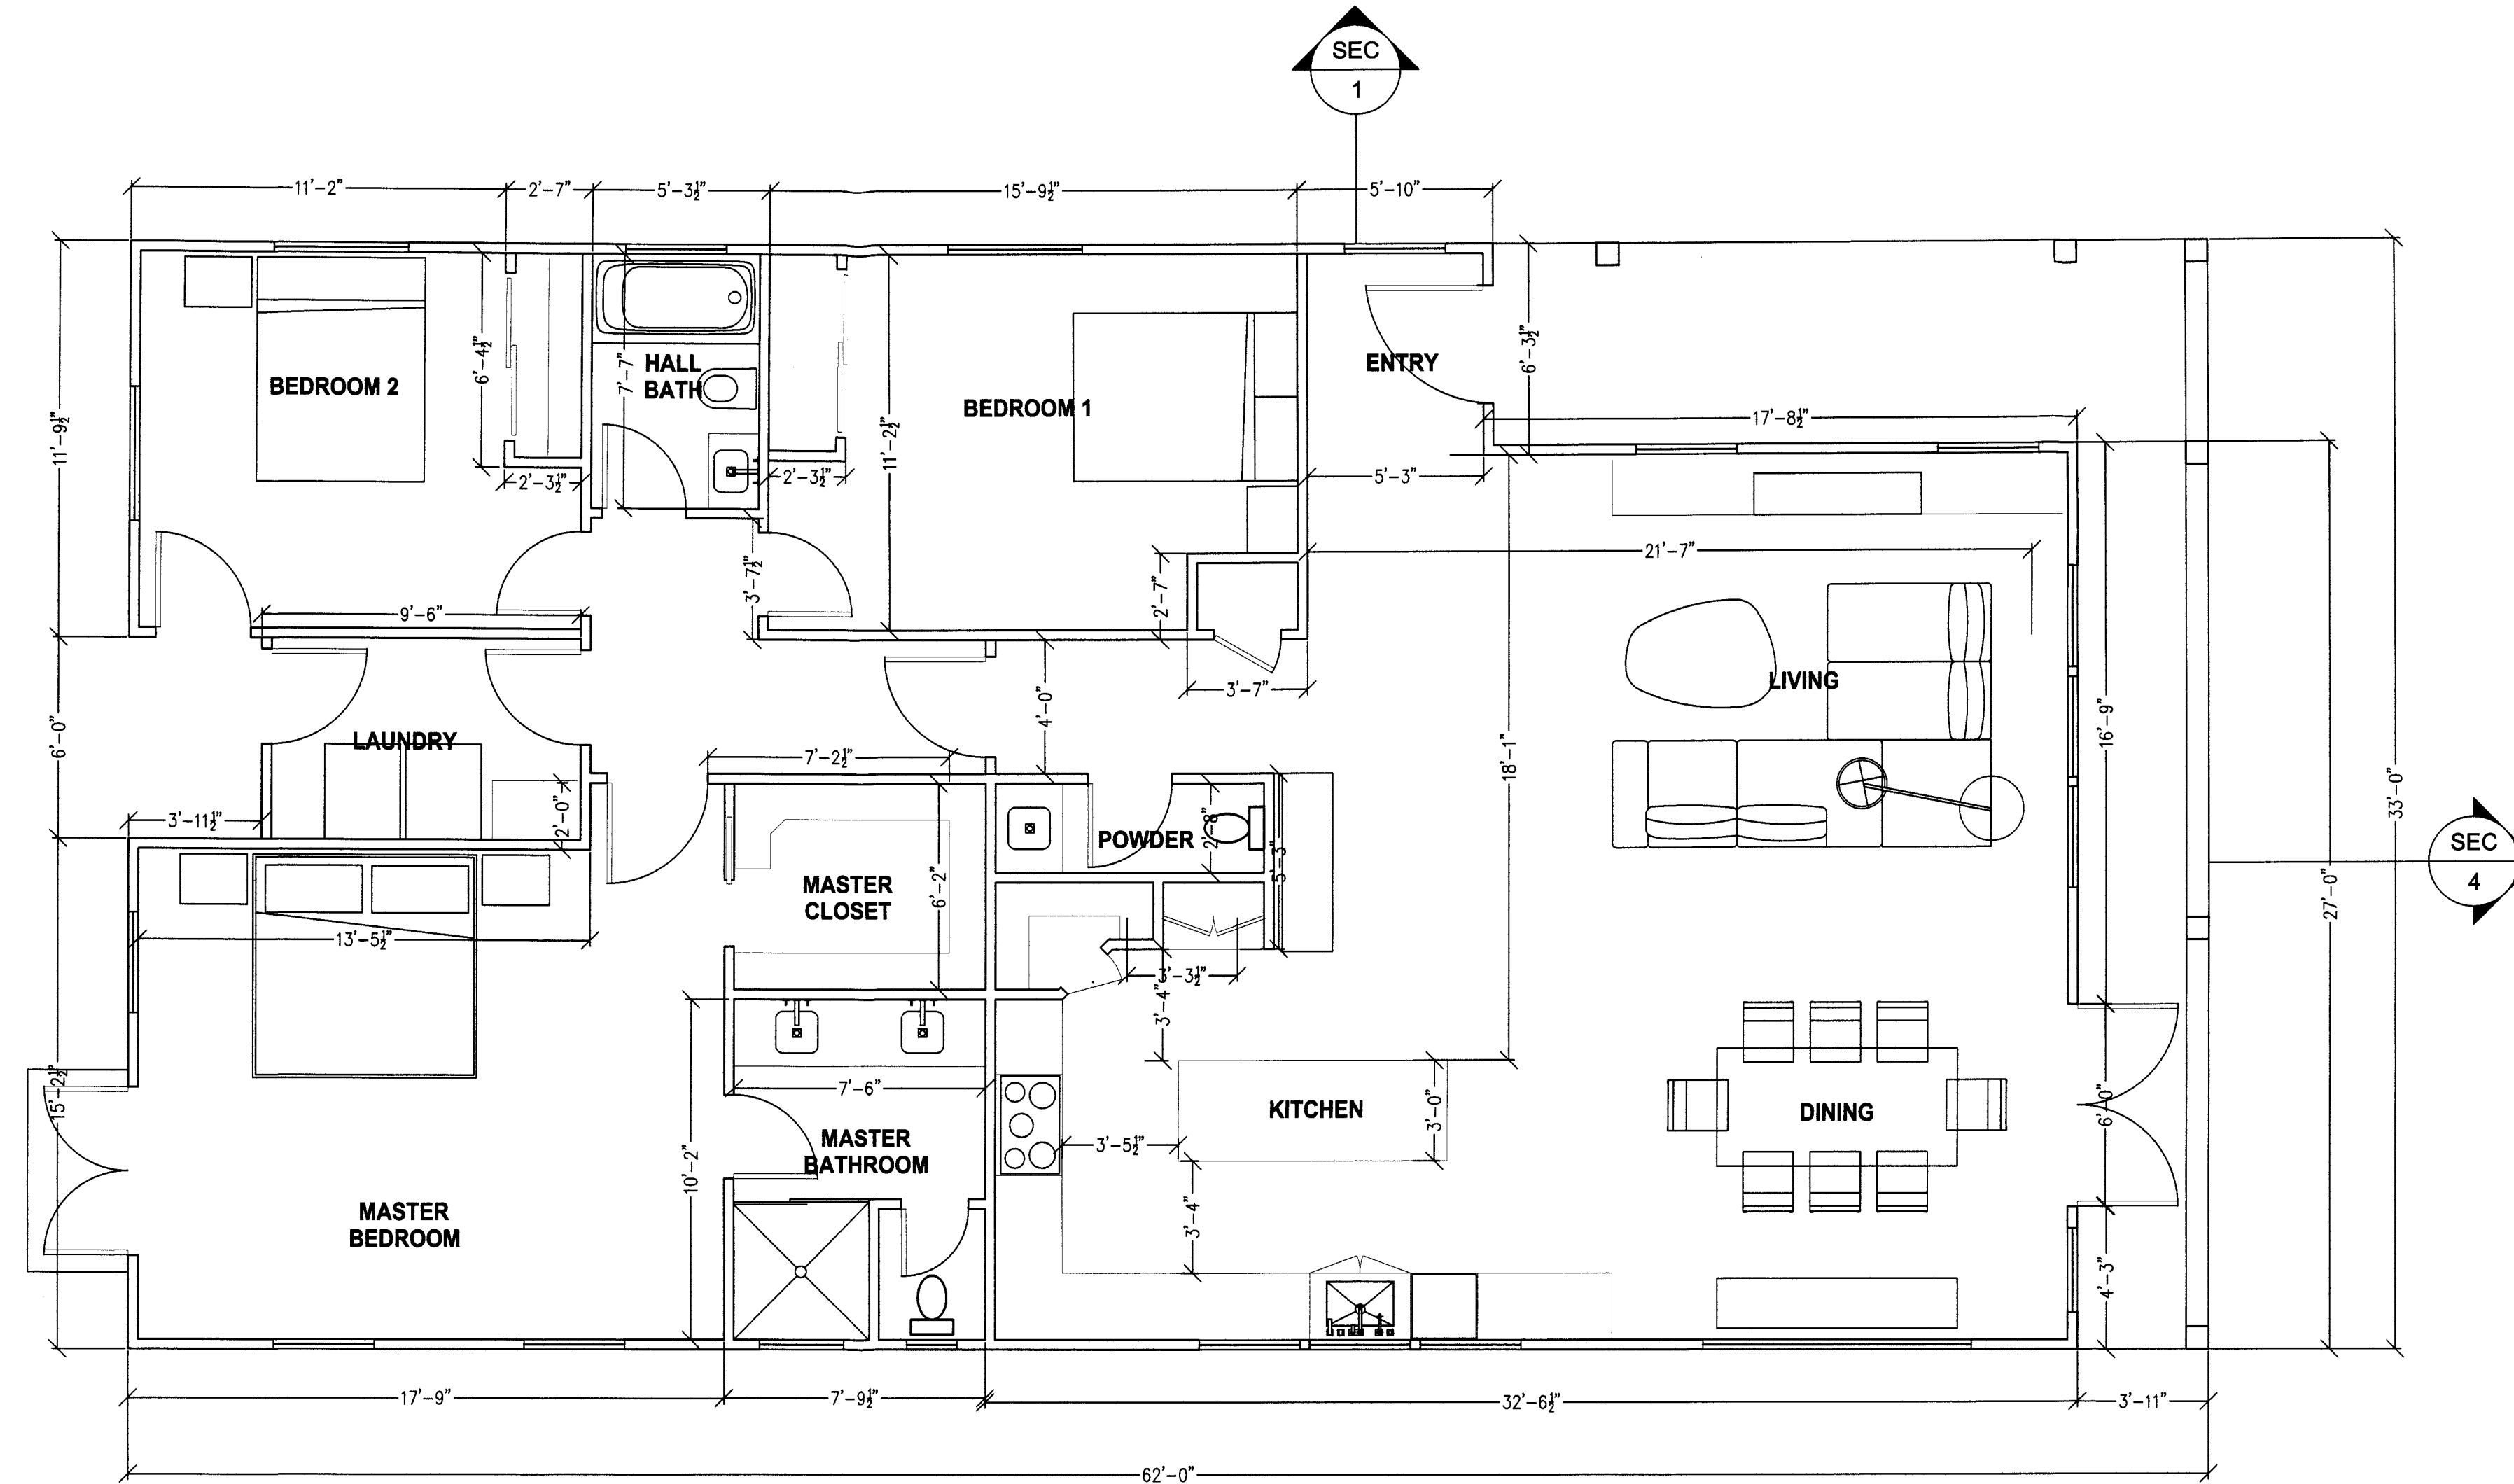 SEC
1
11'-2"
2'-7"
5'-3½"
15'-9½"
5'-10"
11'-9½"
6'-4½"
7'-7"
HALL
BATH
BEDROOM 2
BEDROOM 1
ENTRY
6'-3½"
17'-8½"
11'-2½"
2'-3½"
2'-3½"
5'-3"
21'-7"
3'-7½"
2'-7"
9'-6"
3'-7"
LIVING
4'-0"
6'-0"
LAUNDRY
7'-2½"
18'-1"
16'-9"
33'-0"
27'-0"
3'-11½"
2'-0"
POWDER
2'-8"
5'-3"
SEC
4
MASTER
CLOSET
6'-2"
13'-5½"
3'-3½"
3'-4"
15'-2½"
7'-6"
KITCHEN
3'-0"
DINING
6'-0"
MASTER
BATHROOM
3'-5½"
10'-2"
3'-4"
MASTER
BEDROOM
4'-3"
17'-9"
7'-9½"
32'-6½"
3'-11"
62'-0"